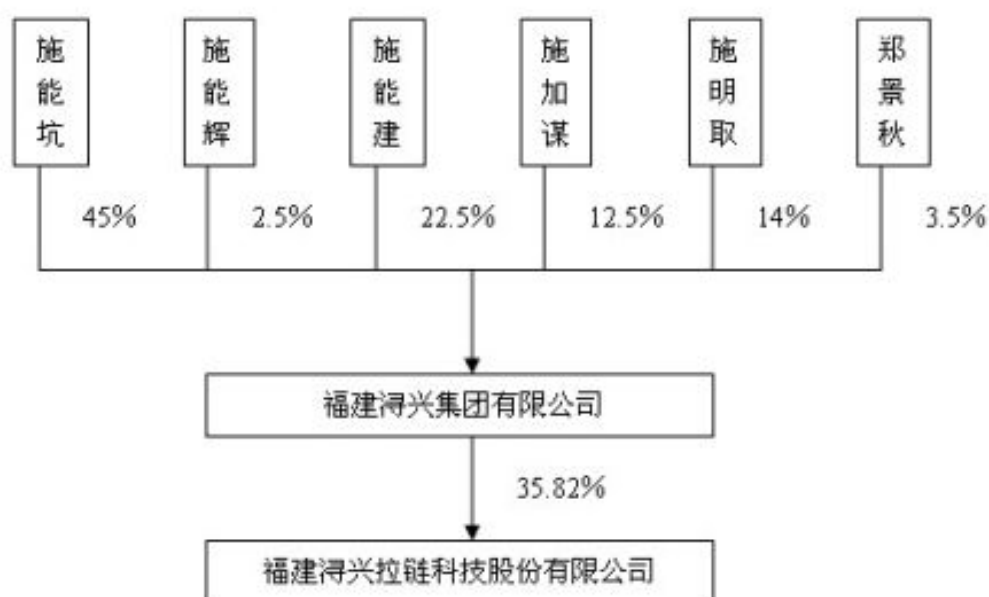 施能坑
施能辉
施能建
施加谋
施明取
郑景秋
45%
2.5%
22.5%
12.5%
14%
3.5%
福建浔兴集团有限公司
35.82%
福建浔兴拉链科技股份有限公司